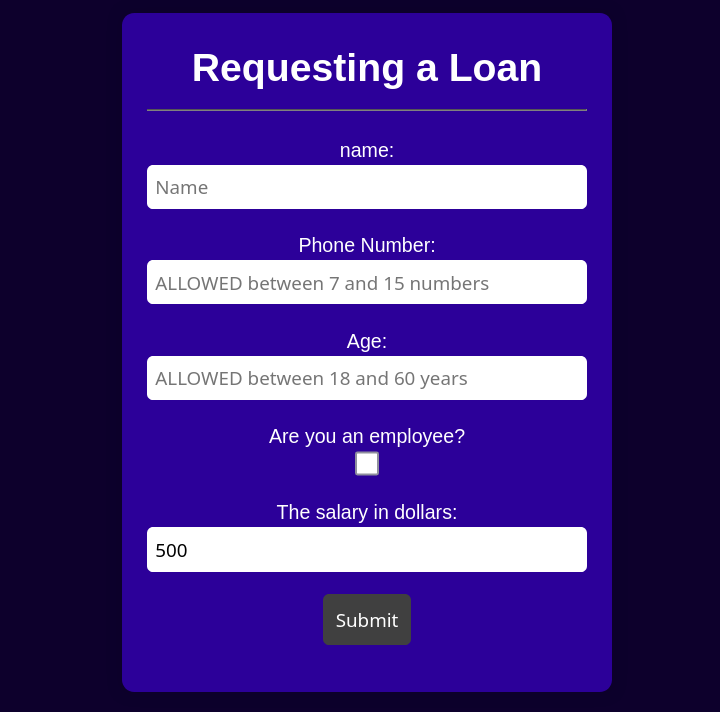 Requesting a Loan
name:
Name
Phone Number:
ALLOWED between 7 and 15 numbers
Age:
ALLOWED between 18 and 60 years
Are you an employee?
The salary in dollars:
500
Submit